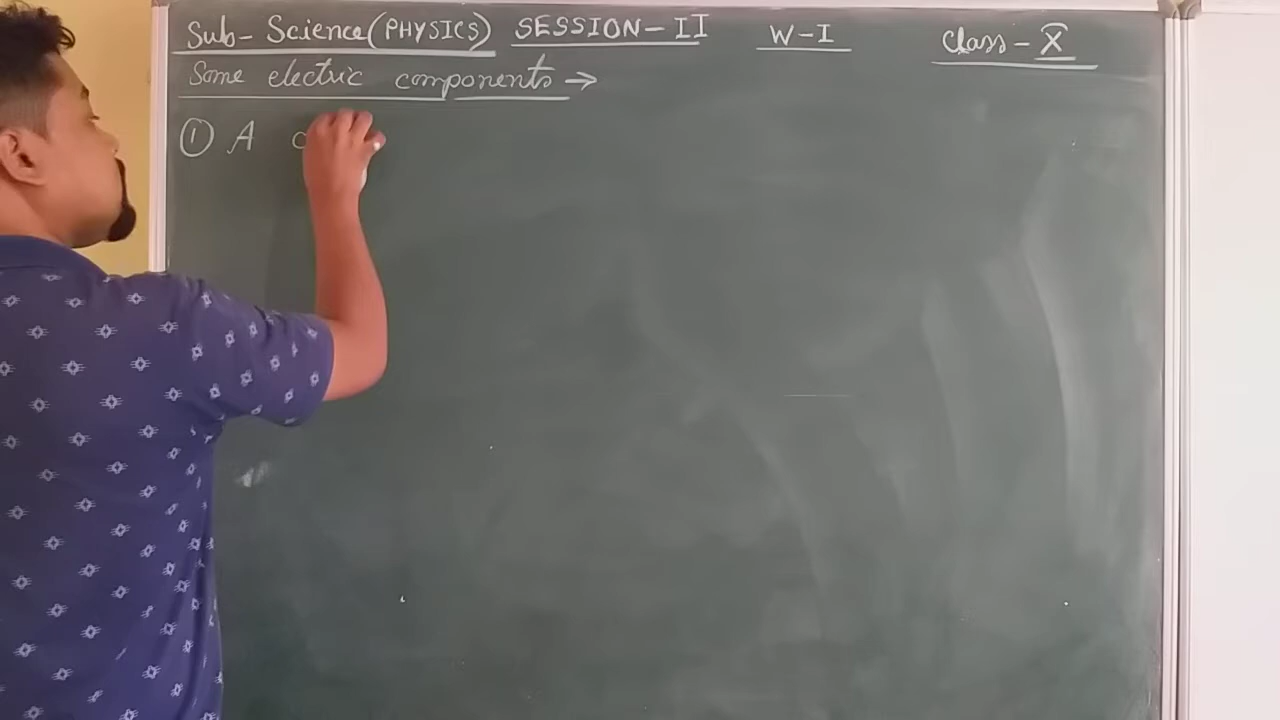 Sub- Science (PHYSICS) SESSION-II W-I Class-X
Some electric components →
① A